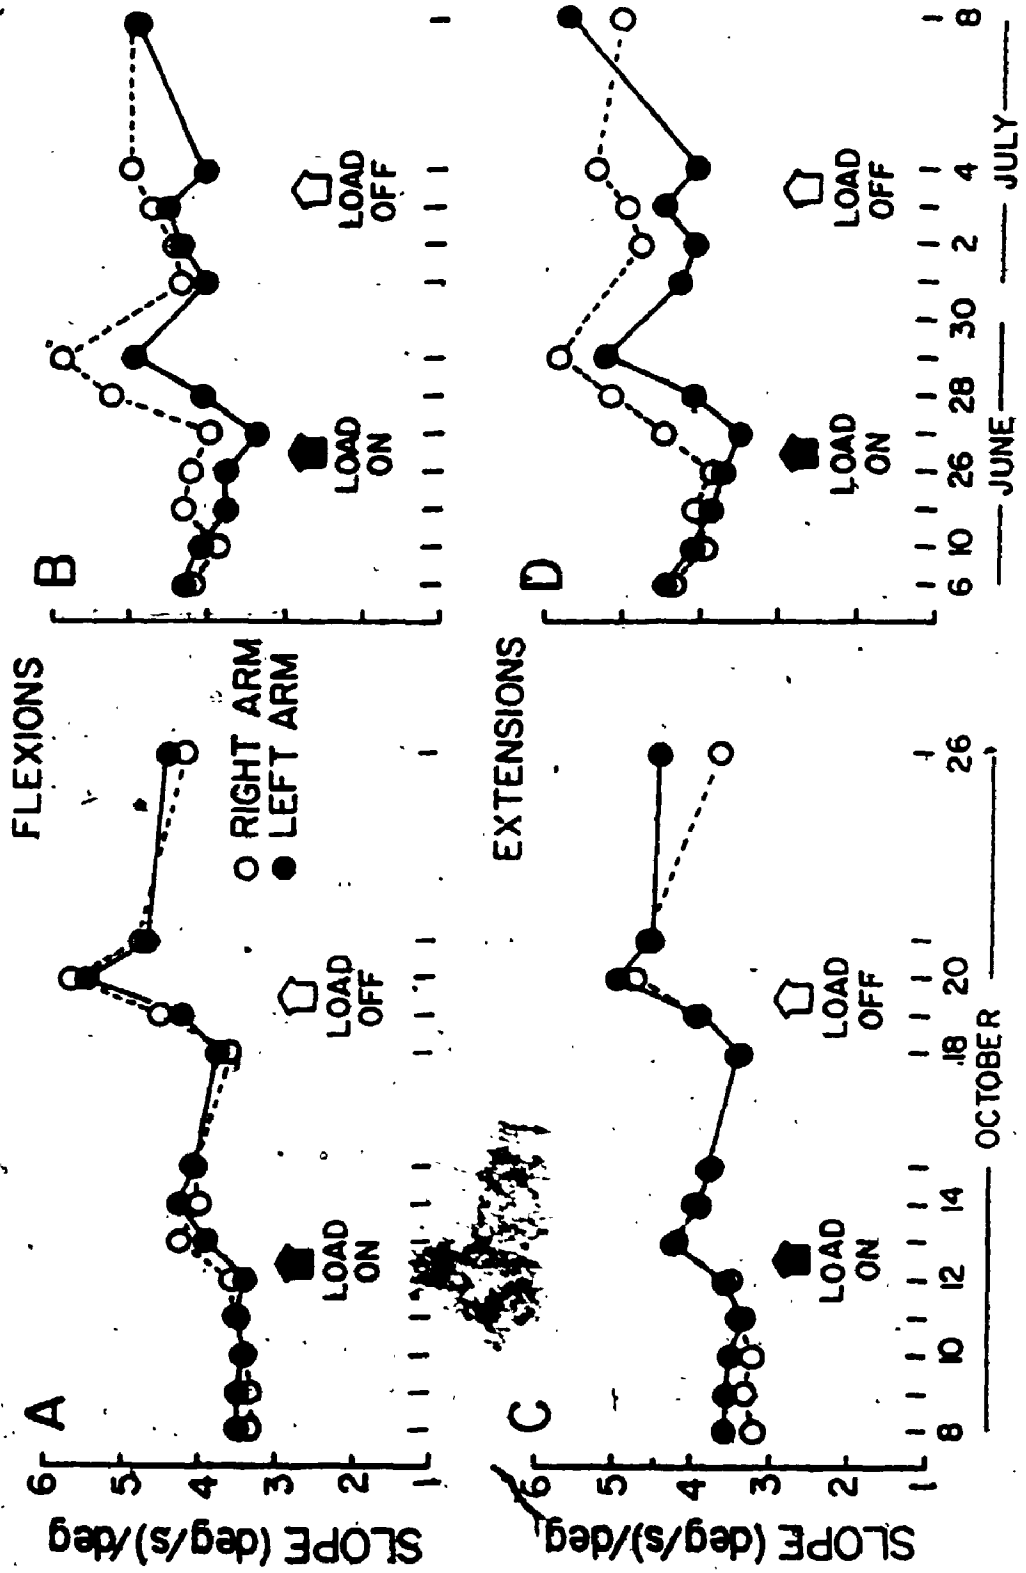 FLEXIONS
A
B
SLOPE (deg/s)/deg
6
5
4
3
2
1
RIGHT ARM
LEFT ARM
LOAD
ON
LOAD
OFF
LOAD
ON
LOAD
OFF
EXTENSIONS
C
D
SLOPE (deg/s)/deg
6
5
4
3
2
1
LOAD
ON
LOAD
OFF
LOAD
ON
LOAD
OFF
8 10 12 14 18 20 26
6 10 26 28 30 2 4 8
OCTOBER
JUNE JULY